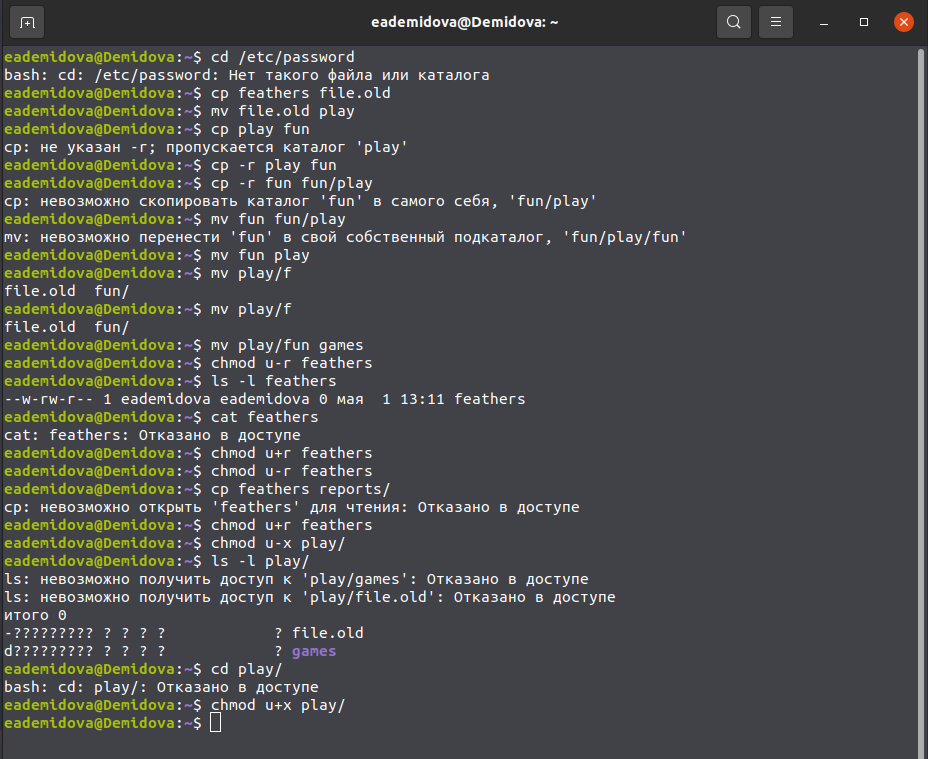 eademidova@Demidova: ~
eademidova@Demidova:~$ cd /etc/password
bash: cd: /etc/password: Нет такого файла или каталога
eademidova@Demidova:~$ cp feathers file.old
eademidova@Demidova:~$ mv file.old play
eademidova@Demidova:~$ cp play fun
cp: не указан -r; пропускается каталог 'play'
eademidova@Demidova:~$ cp -r play fun
eademidova@Demidova:~$ cp -r fun fun/play
cp: невозможно скопировать каталог 'fun' в самого себя, 'fun/play'
eademidova@Demidova:~$ mv fun fun/play
mv: невозможно перенести 'fun' в свой собственный подкаталог, 'fun/play/fun'
eademidova@Demidova:~$ mv fun play
eademidova@Demidova:~$ mv play/f
file.old  fun/
eademidova@Demidova:~$ mv play/f
file.old  fun/
eademidova@Demidova:~$ mv play/fun games
eademidova@Demidova:~$ chmod u-r feathers
eademidova@Demidova:~$ ls -l feathers
--w-rw-r-- 1 eademidova eademidova 0 мая  1 13:11 feathers
eademidova@Demidova:~$ cat feathers
cat: feathers: Отказано в доступе
eademidova@Demidova:~$ chmod u+r feathers
eademidova@Demidova:~$ chmod u-r feathers
eademidova@Demidova:~$ cp feathers reports/
cp: невозможно открыть 'feathers' для чтения: Отказано в доступе
eademidova@Demidova:~$ chmod u+r feathers
eademidova@Demidova:~$ chmod u-x play/
eademidova@Demidova:~$ ls -l play/
ls: невозможно получить доступ к 'play/games': Отказано в доступе
ls: невозможно получить доступ к 'play/file.old': Отказано в доступе
итого 0
-????????? ? ? ? ?            ? file.old
d????????? ? ? ? ?            ? games
eademidova@Demidova:~$ cd play/
bash: cd: play/: Отказано в доступе
eademidova@Demidova:~$ chmod u+x play/
eademidova@Demidova:~$